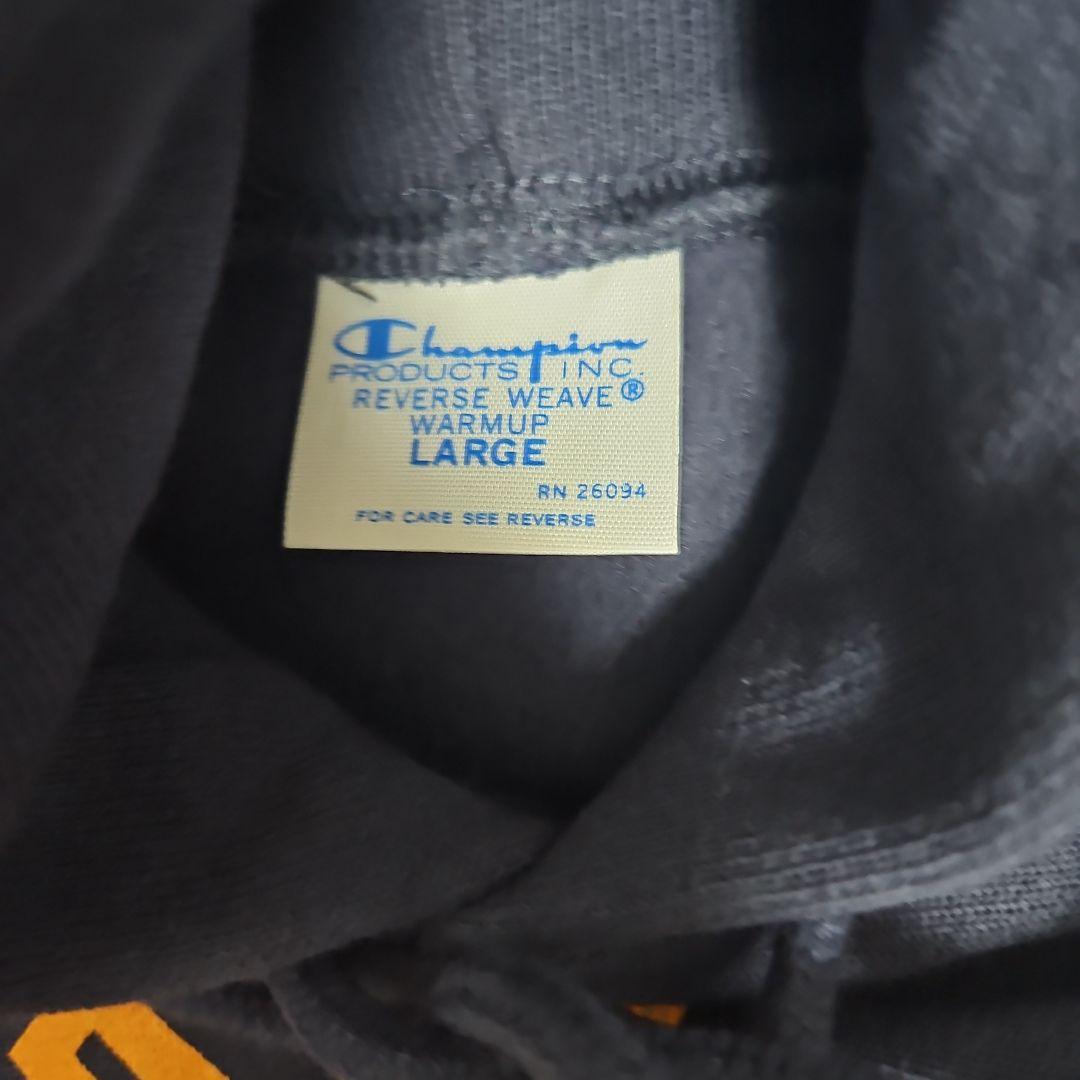 Champion
PRODUCTS INC.
REVERSE WEAVE®
WARMUP
LARGE
RN 26094
FOR CARE SEE REVERSE